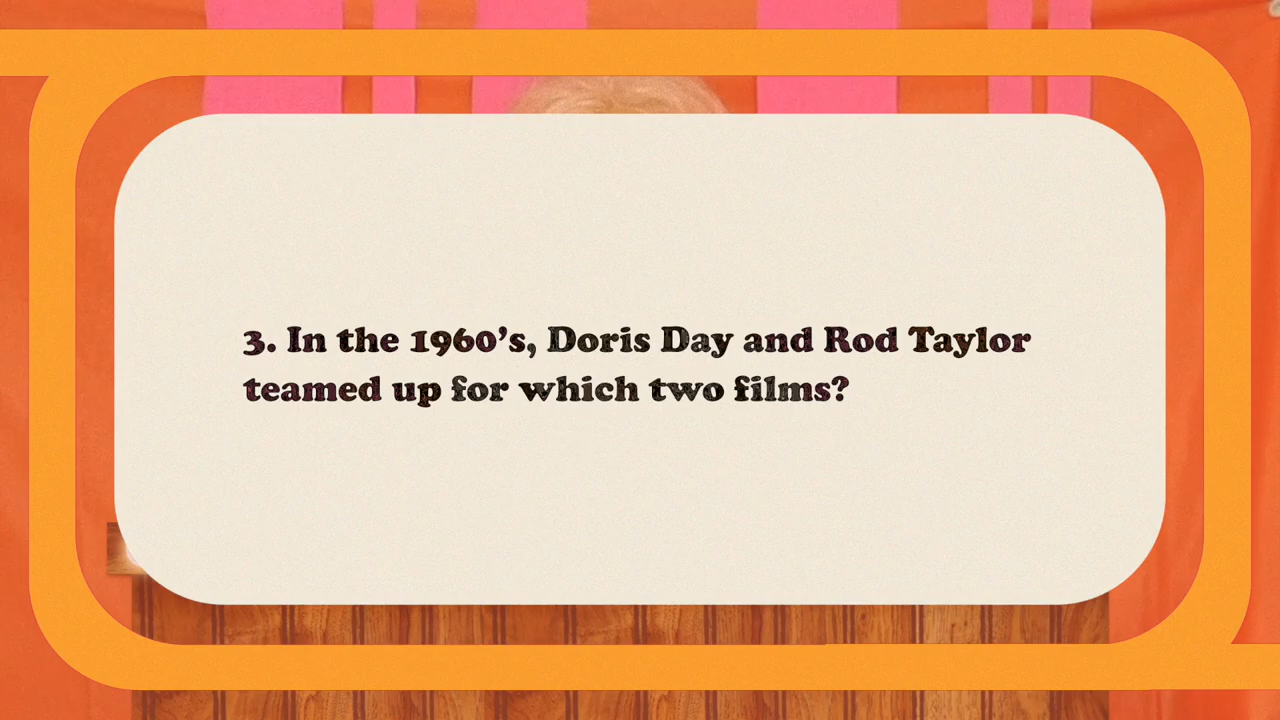 3. In the 1960’s, Doris Day and Rod Taylor
teamed up for which two films?